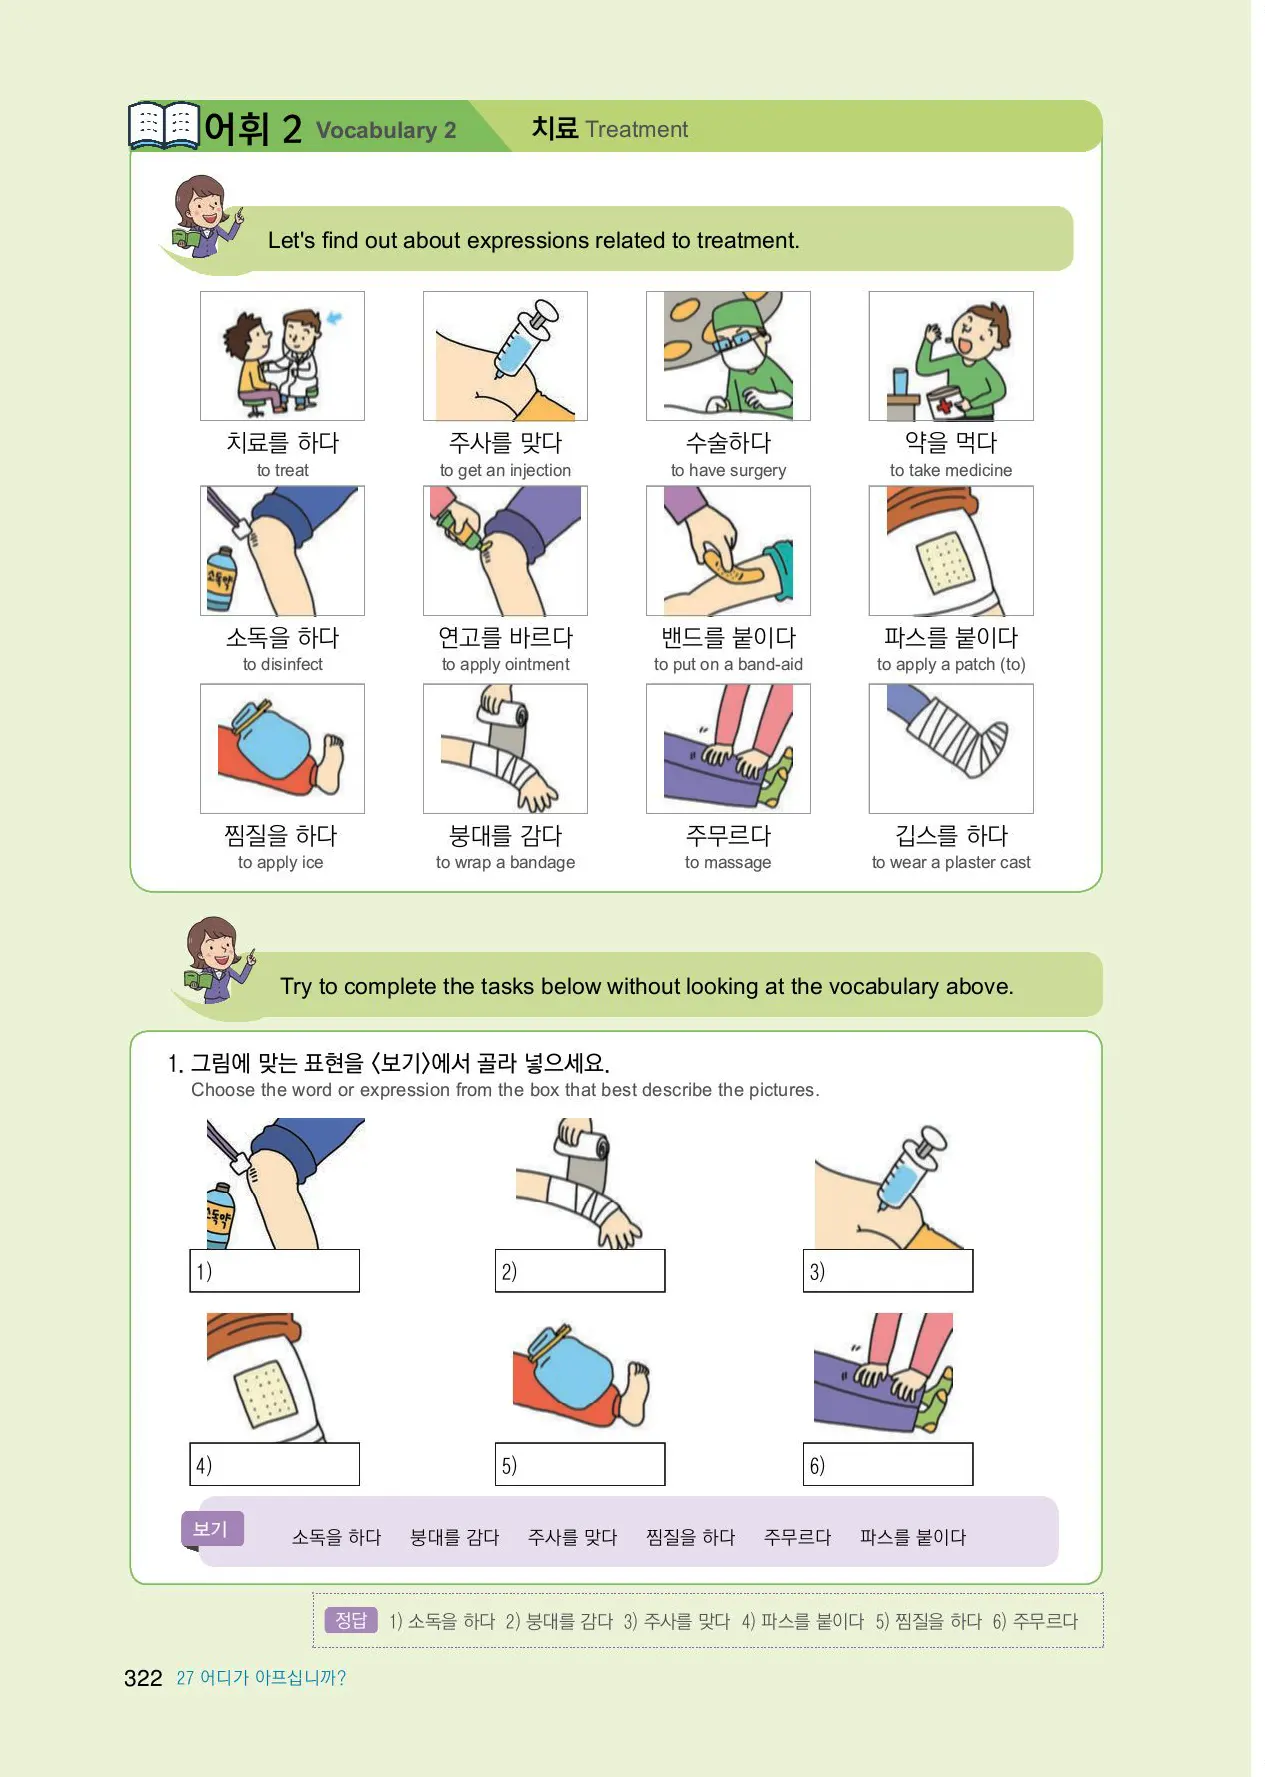 어휘 2 Vocabulary 2 치료 Treatment
Let's find out about expressions related to treatment.
치료를 하다 주사를 맞다 수술하다 약을 먹다
to treat to get an injection to have surgery to take medicine
소독약
소독을 하다 연고를 바르다 밴드를 붙이다 파스를 붙이다
to disinfect to apply ointment to put on a band-aid to apply a patch (to)
찜질을 하다 붕대를 감다 주무르다 깁스를 하다
to apply ice to wrap a bandage to massage to wear a plaster cast
Try to complete the tasks below without looking at the vocabulary above.
1. 그림에 맞는 표현을 <보기>에서 골라 넣으세요.
Choose the word or expression from the box that best describe the pictures.
소독약
1) 2) 3)
4) 5) 6)
보기 소독을 하다 붕대를 감다 주사를 맞다 찜질을 하다 주무르다 파스를 붙이다
정답 1) 소독을 하다 2) 붕대를 감다 3) 주사를 맞다 4) 파스를 붙이다 5) 찜질을 하다 6) 주무르다
322 27 어디가 아프십니까?